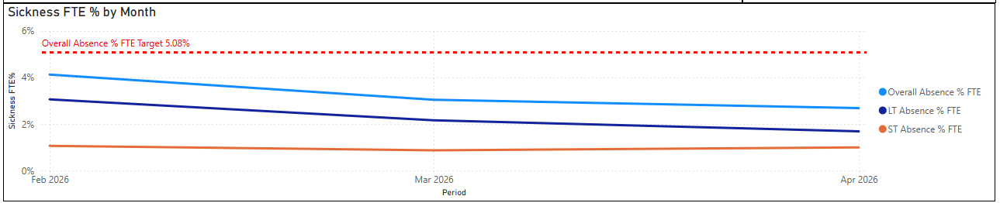 Sickness FTE % by Month
6%
Overall Absence % FTE Target 5.08%
4%
2%
0%
Sickness FTE%
Feb 2026
Mar 2026
Apr 2026
Period
Overall Absence % FTE
LT Absence % FTE
ST Absence % FTE